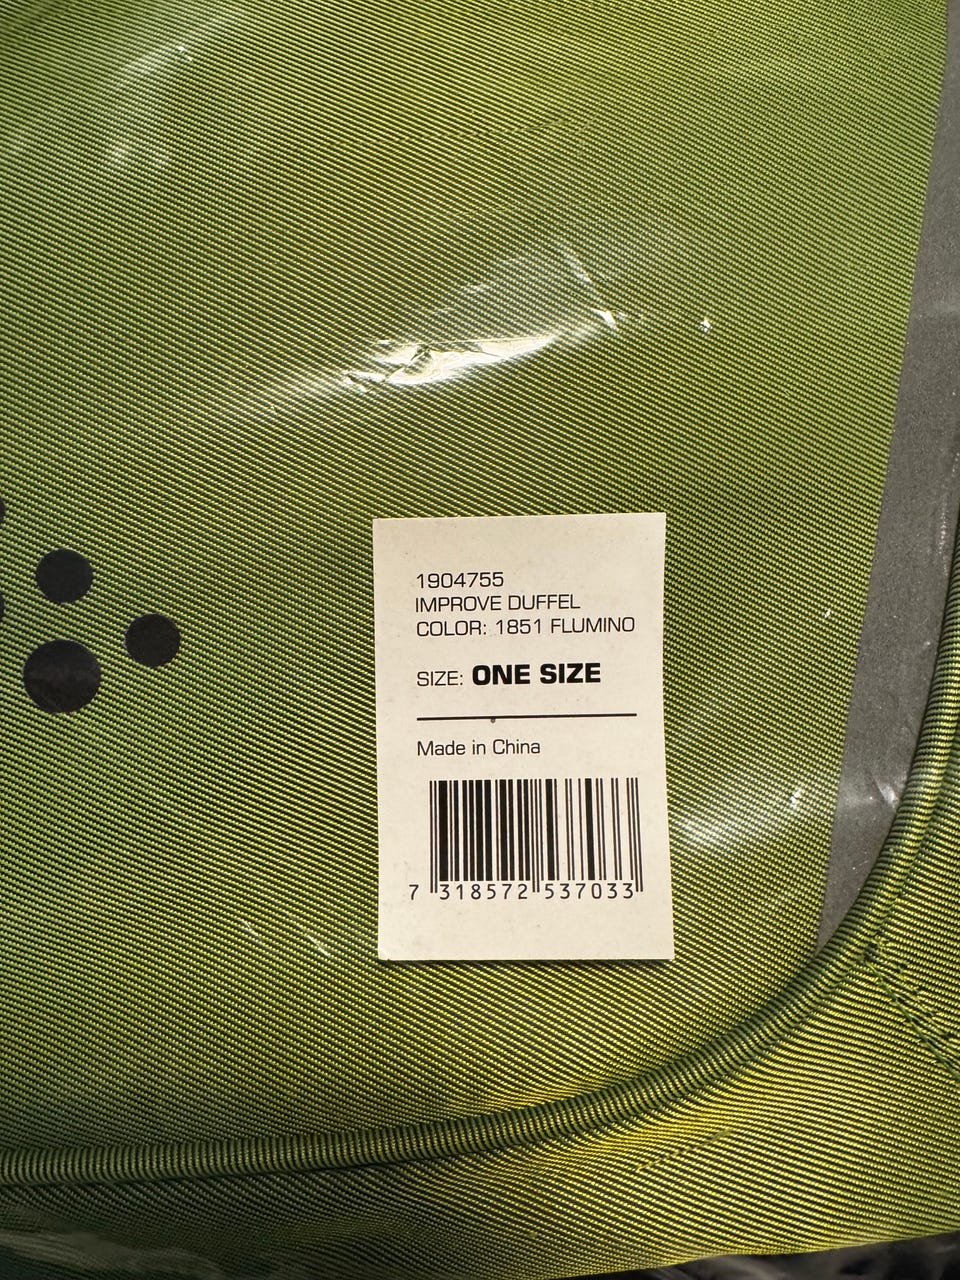 1904755
IMPROVE DUFFEL
COLOR: 1851 FLUMINO
SIZE: ONE SIZE
Made in China
7 318572 537033